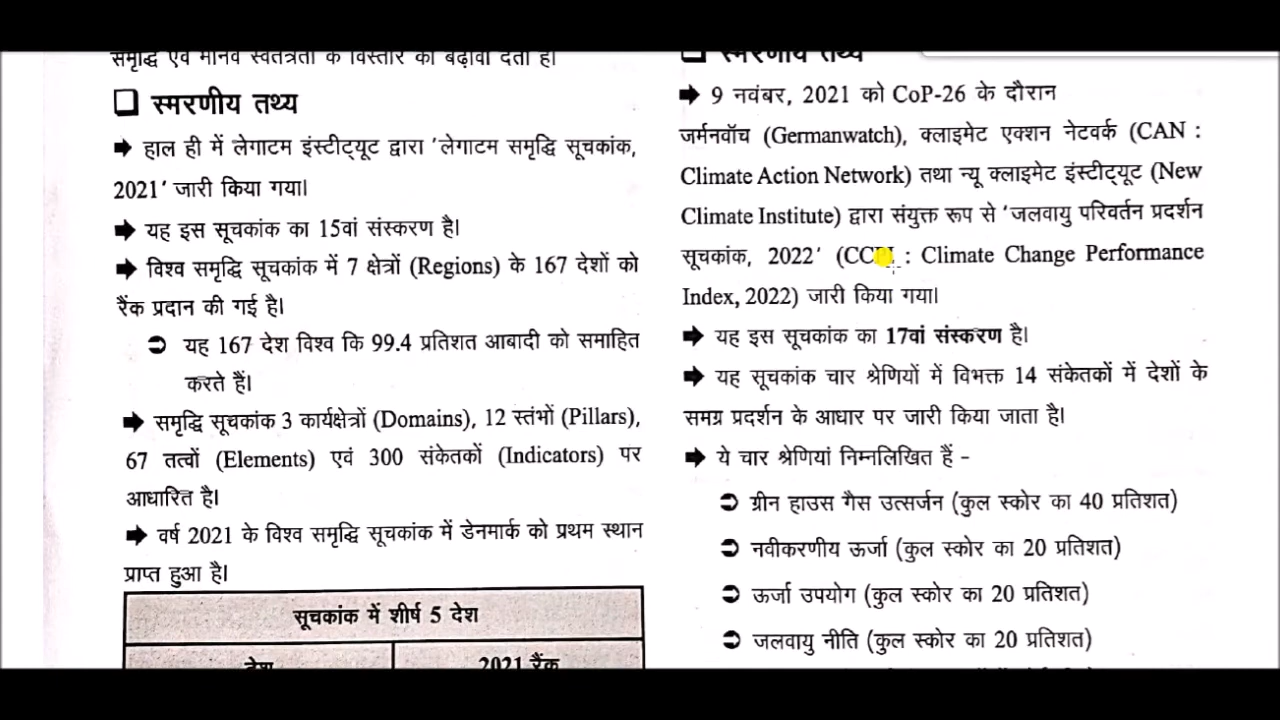 समृद्धि एवं मानव स्वतंत्रता के विस्तार को बढ़ावा देता है।
❑ स्मरणीय तथ्य
➡ हाल ही में लेगाटम इंस्टीट्यूट द्वारा 'लेगाटम समृद्धि सूचकांक,
2021' जारी किया गया।
➡ यह इस सूचकांक का 15वां संस्करण है।
➡ विश्व समृद्धि सूचकांक में 7 क्षेत्रों (Regions) के 167 देशों को
रैंक प्रदान की गई है।
➲ यह 167 देश विश्व कि 99.4 प्रतिशत आबादी को समाहित
करते हैं।
➡ समृद्धि सूचकांक 3 कार्यक्षेत्रों (Domains), 12 स्तंभों (Pillars),
67 तत्वों (Elements) एवं 300 संकेतकों (Indicators) पर
आधारित है।
➡ वर्ष 2021 के विश्व समृद्धि सूचकांक में डेनमार्क को प्रथम स्थान
प्राप्त हुआ है।
सूचकांक में शीर्ष 5 देश
देश 2021 रैंक
❑ स्मरणीय तथ्य
➡ 9 नवंबर, 2021 को CoP-26 के दौरान
जर्मनवॉच (Germanwatch), क्लाइमेट एक्शन नेटवर्क (CAN :
Climate Action Network) तथा न्यू क्लाइमेट इंस्टीट्यूट (New
Climate Institute) द्वारा संयुक्त रूप से 'जलवायु परिवर्तन प्रदर्शन
सूचकांक, 2022' : Climate Change Performance
Index, 2022) जारी किया गया।
➡ यह इस सूचकांक का 17वां संस्करण है।
➡ यह सूचकांक चार श्रेणियों में विभक्त 14 संकेतकों में देशों के
समग्र प्रदर्शन के आधार पर जारी किया जाता है।
➡ ये चार श्रेणियां निम्नलिखित हैं -
➲ ग्रीन हाउस गैस उत्सर्जन (कुल स्कोर का 40 प्रतिशत)
➲ नवीकरणीय ऊर्जा (कुल स्कोर का 20 प्रतिशत)
➲ ऊर्जा उपयोग (कुल स्कोर का 20 प्रतिशत)
➲ जलवायु नीति (कुल स्कोर का 20 प्रतिशत)